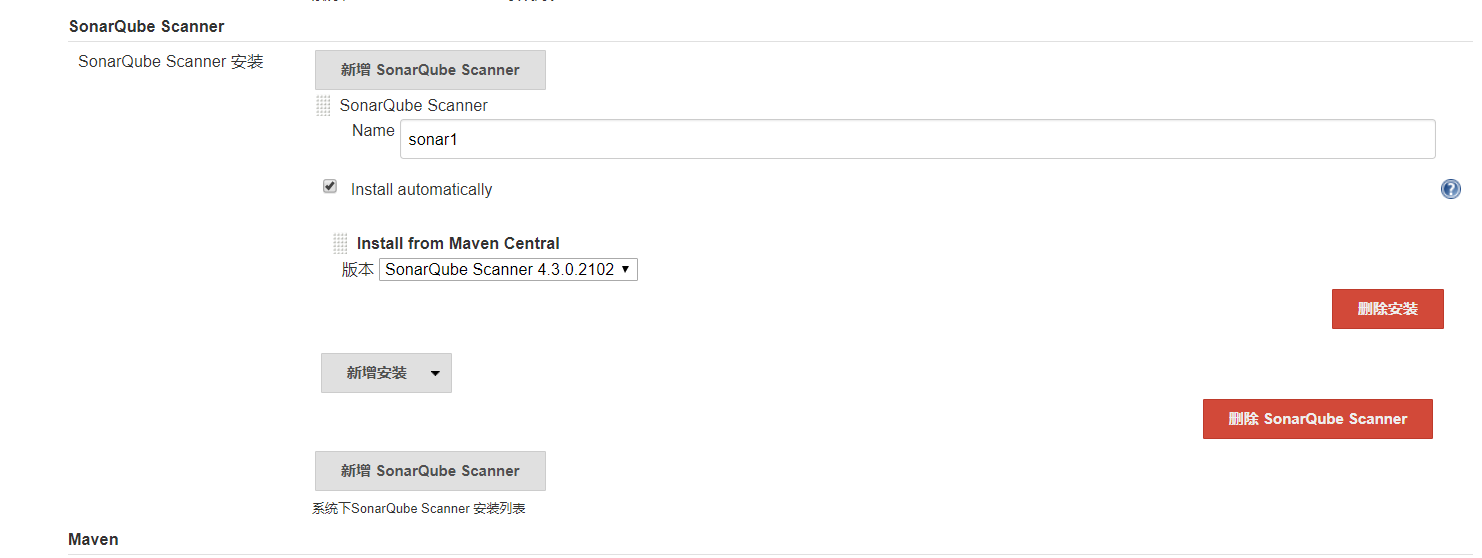 SonarQube Scanner
SonarQube Scanner 安装
新增 SonarQube Scanner
SonarQube Scanner
Name
sonar1
Install automatically
Install from Maven Central
版本
SonarQube Scanner 4.3.0.2102
删除安装
新增安装
删除 SonarQube Scanner
新增 SonarQube Scanner
系统下SonarQube Scanner 安装列表
Maven